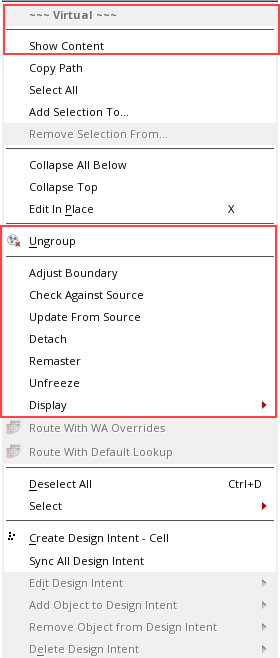 ~~~ Virtual ~~~
Show Content
Copy Path
Select All
Add Selection To...
Remove Selection From...
Collapse All Below
Collapse Top
Edit In Place X
Ungroup
Adjust Boundary
Check Against Source
Update From Source
Detach
Remaster
Unfreeze
Display
Route With WA Overrides
Route With Default Lookup
Deselect All Ctrl+D
Select
Create Design Intent - Cell
Sync All Design Intent
Edit Design Intent
Add Object to Design Intent
Remove Object from Design Intent
Delete Design Intent